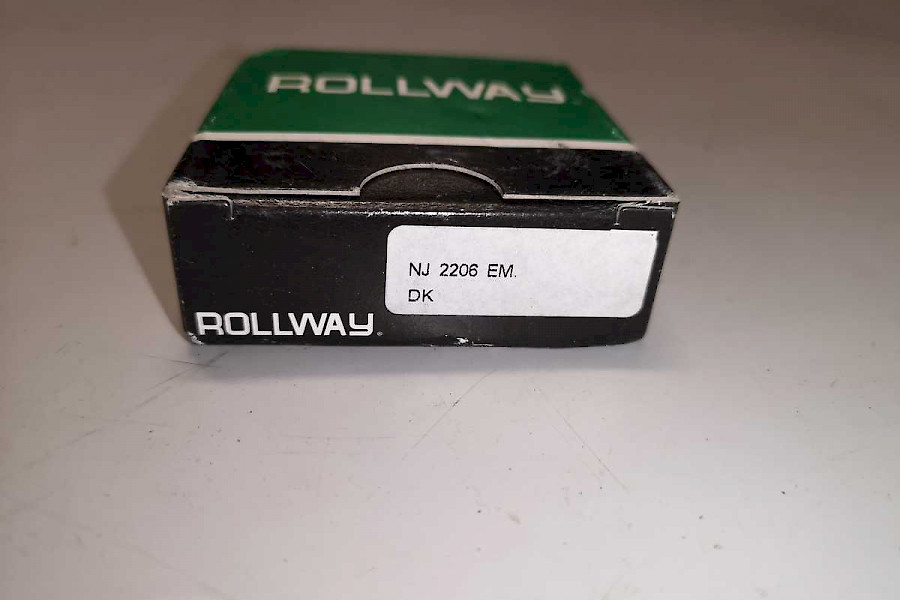 ROLLWAY
NJ 2206 EM.
DK
ROLLWAY®